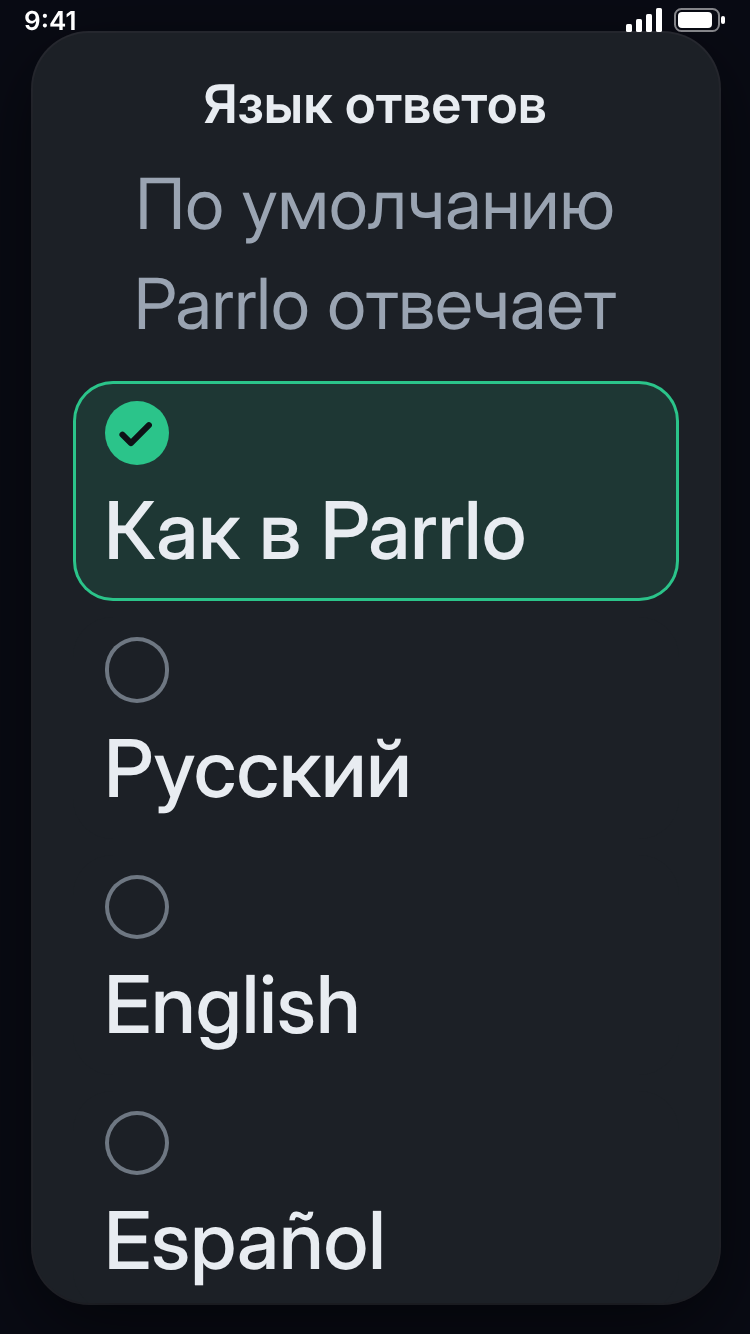 9:41
Язык ответов
По умолчанию
Parrlo отвечает
Как в Parrlo
Русский
English
Español